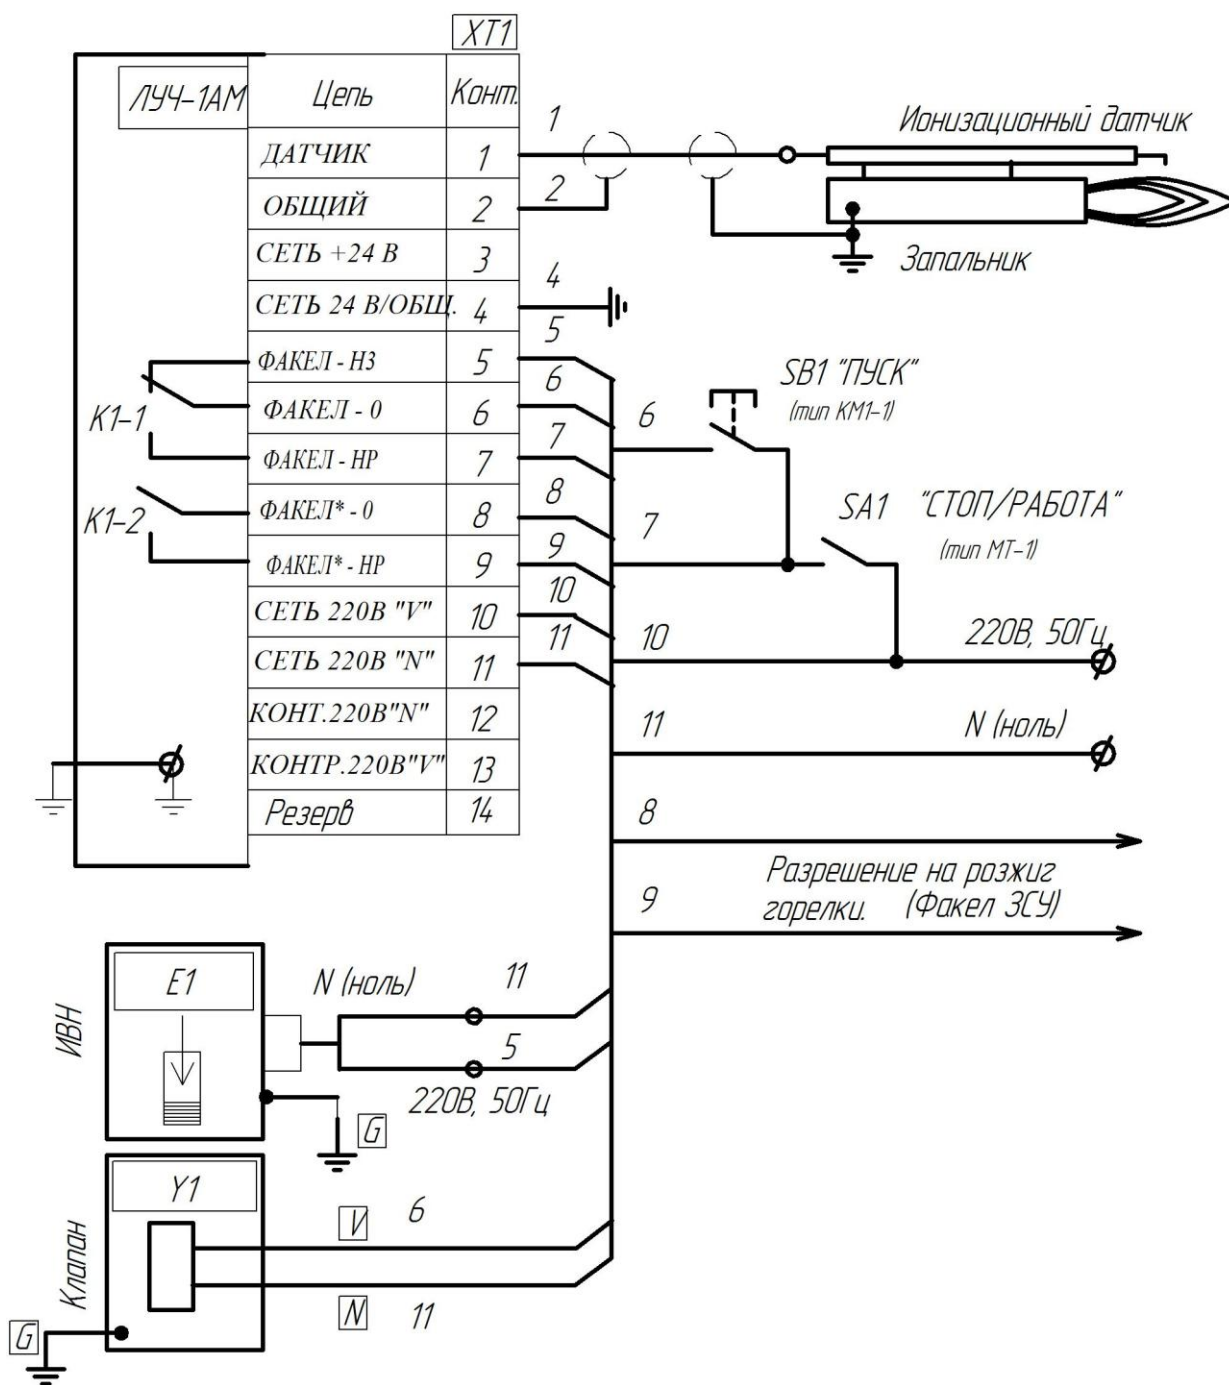 XT1
ЛУЧ-1АМ Цепь Конт.
ДАТЧИК 1 1
ОБЩИЙ 2 2
СЕТЬ +24 В 3
СЕТЬ 24 В/ОБЩ. 4 4
ФАКЕЛ - НЗ 5 5
ФАКЕЛ - 0 6 6
ФАКЕЛ - НР 7 7
ФАКЕЛ* - 0 8 8
ФАКЕЛ* - НР 9 9
СЕТЬ 220В "V" 10 10
СЕТЬ 220В "N" 11 11
КОНТ.220В"N" 12
КОНТР.220В"V" 13
Резерв 14
К1-1
К1-2
Ионизационный датчик
Запальник
SB1 "ПУСК"
(тип КМ1-1)
6
SA1 "СТОП/РАБОТА"
(тип МТ-1)
7
10 220В, 50Гц
11 N (ноль)
8
Разрешение на розжиг
горелки. (Факел ЗСУ)
9
ИВН
E1
N (ноль) 11
5
220В, 50Гц
G
Клапан
Y1
V 6
N 11
G